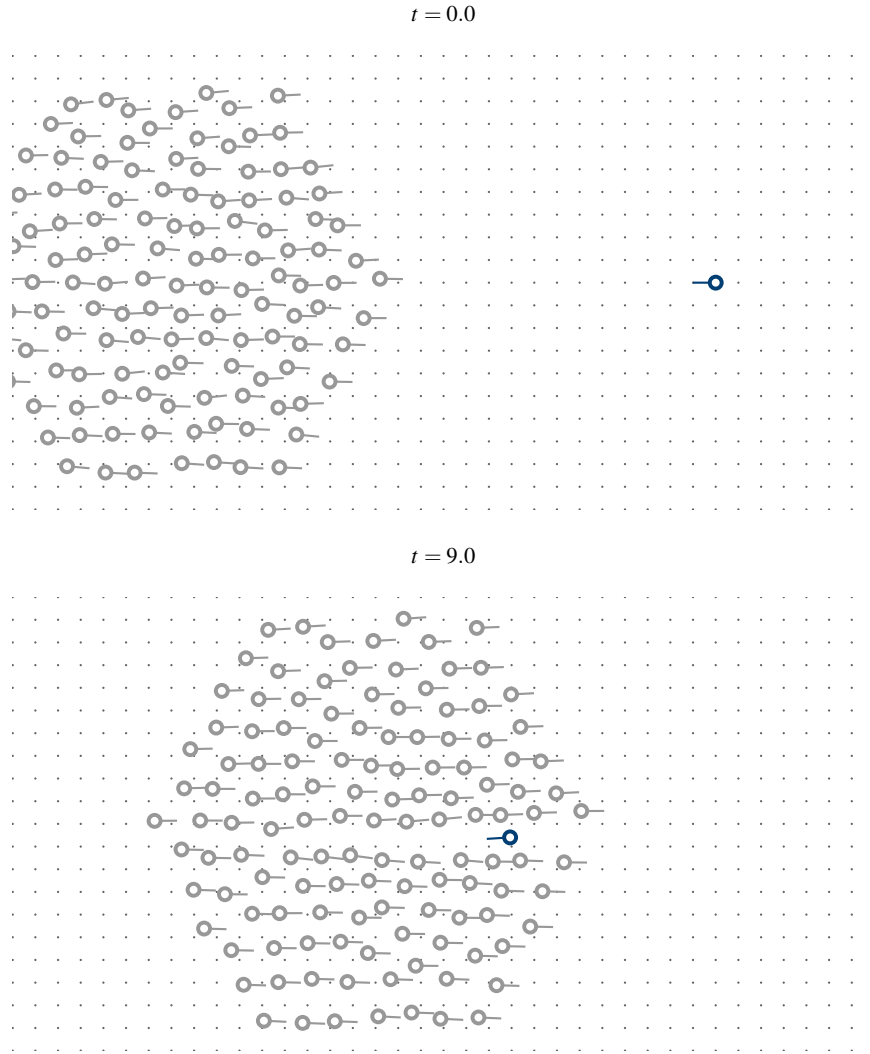 t = 0.0
t = 9.0